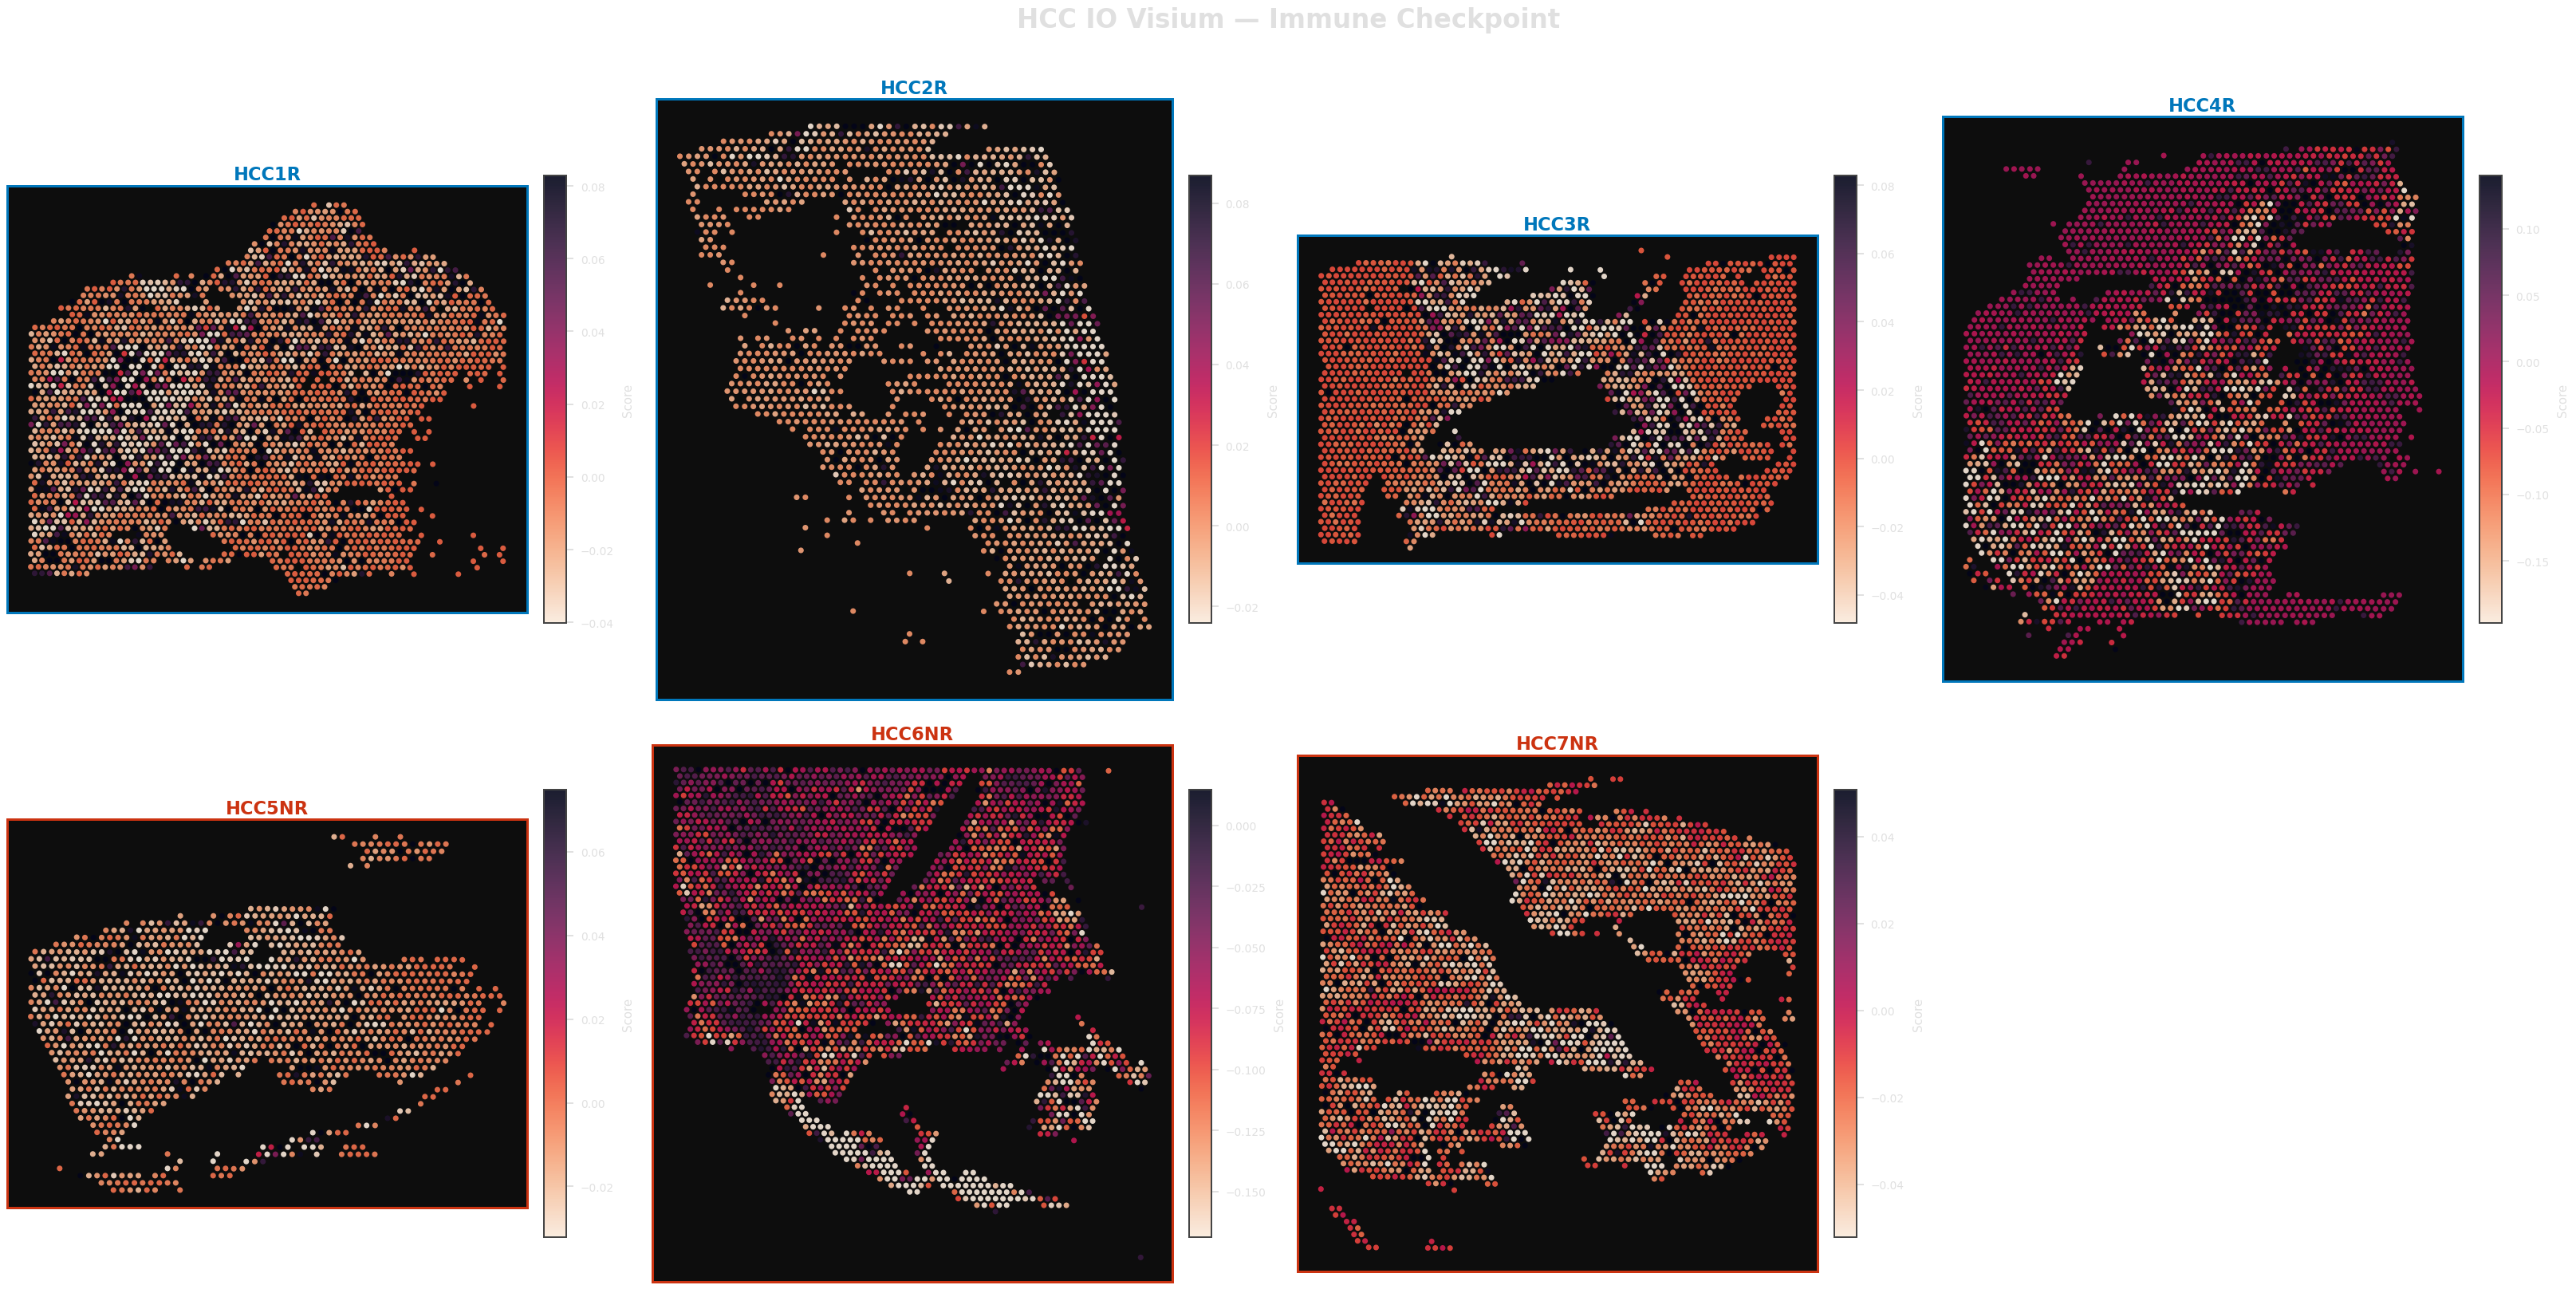 HCC IO Visium — Immune Checkpoint
HCC1R
0.08
0.06
0.04
0.02
0.00
−0.02
−0.04
Score
HCC2R
0.08
0.06
0.04
0.02
0.00
−0.02
Score
HCC3R
0.08
0.06
0.04
0.02
0.00
−0.02
−0.04
Score
HCC4R
0.10
0.05
0.00
−0.05
−0.10
−0.15
Score
HCC5NR
0.06
0.04
0.02
0.00
−0.02
Score
HCC6NR
0.000
−0.025
−0.050
−0.075
−0.100
−0.125
−0.150
Score
HCC7NR
0.04
0.02
0.00
−0.02
−0.04
Score